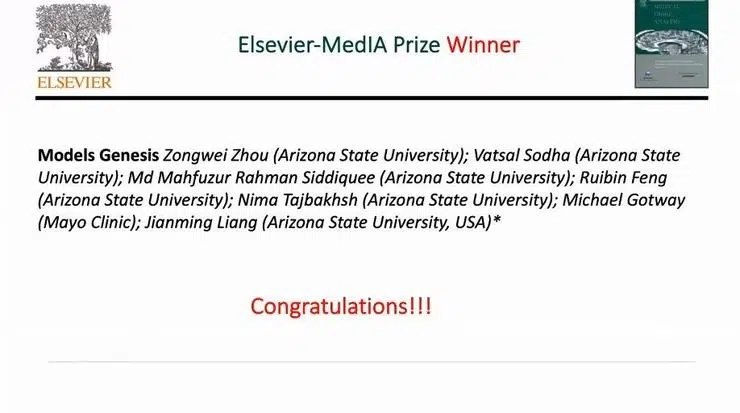 Elsevier-MedIA Prize Winner
ELSEVIER
Models Genesis Zongwei Zhou (Arizona State University); Vatsal Sodha (Arizona State
University); Md Mahfuzur Rahman Siddiquee (Arizona State University); Ruibin Feng
(Arizona State University); Nima Tajbakhsh (Arizona State University); Michael Gotway
(Mayo Clinic); Jianming Liang (Arizona State University, USA)*
Congratulations!!!